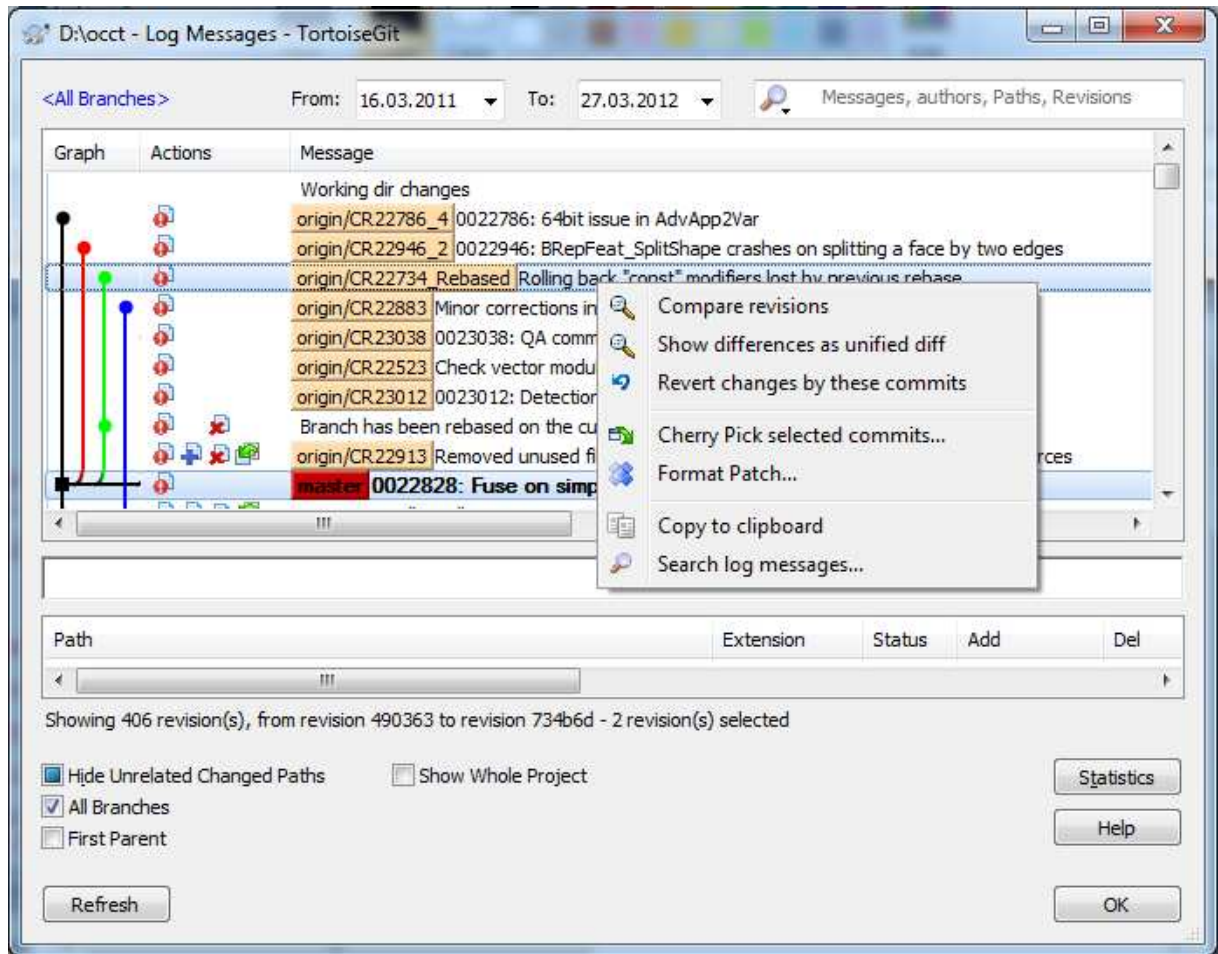 D:\occt - Log Messages - TortoiseGit
<All Branches> From: 16.03.2011 To: 27.03.2012 Messages, authors, Paths, Revisions
Graph Actions Message
Working dir changes
origin/CR22786_4 0022786: 64bit issue in AdvApp2Var
origin/CR22946_2 0022946: BRepFeat_SplitShape crashes on splitting a face by two edges
origin/CR22734_Rebased Rolling back "const" modifiers lost by previous rebase
origin/CR22883 Minor corrections in
origin/CR23038 0023038: QA comm
origin/CR22523 Check vector modu
origin/CR23012 0023012: Detection
Branch has been rebased on the cu
origin/CR22913 Removed unused fi rces
master 0022828: Fuse on simp
Compare revisions
Show differences as unified diff
Revert changes by these commits
Cherry Pick selected commits...
Format Patch...
Copy to clipboard
Search log messages...
Path Extension Status Add Del
Showing 406 revision(s), from revision 490363 to revision 734b6d - 2 revision(s) selected
Hide Unrelated Changed Paths Show Whole Project Statistics
All Branches
First Parent Help
Refresh OK